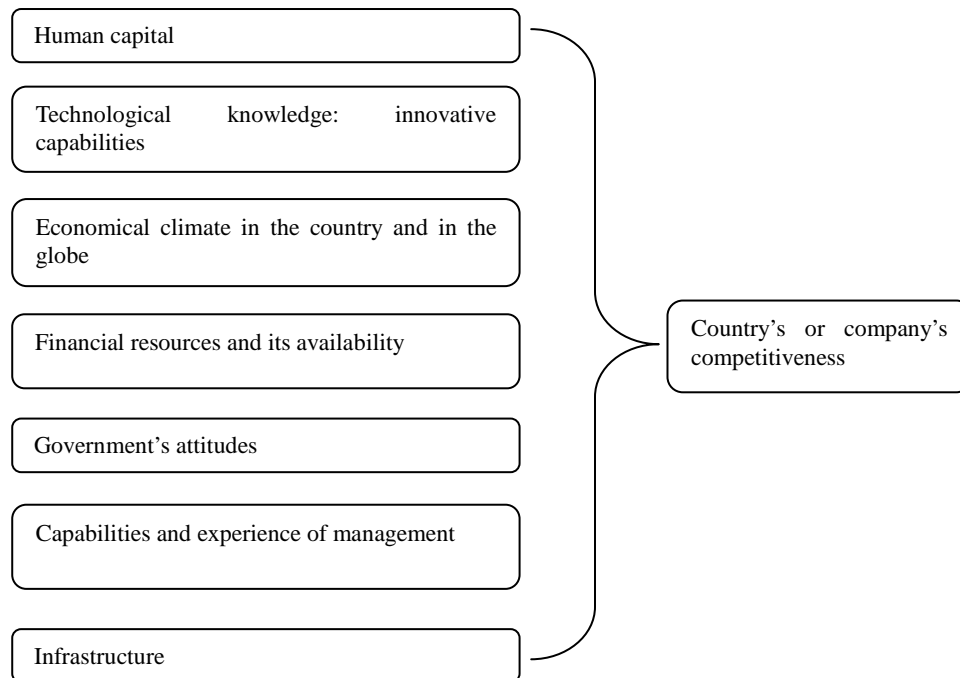 Human capital
Technological knowledge: innovative
capabilities
Economical climate in the country and in the
globe
Financial resources and its availability
Country’s or company’s
competitiveness
Government’s attitudes
Capabilities and experience of management
Infrastructure